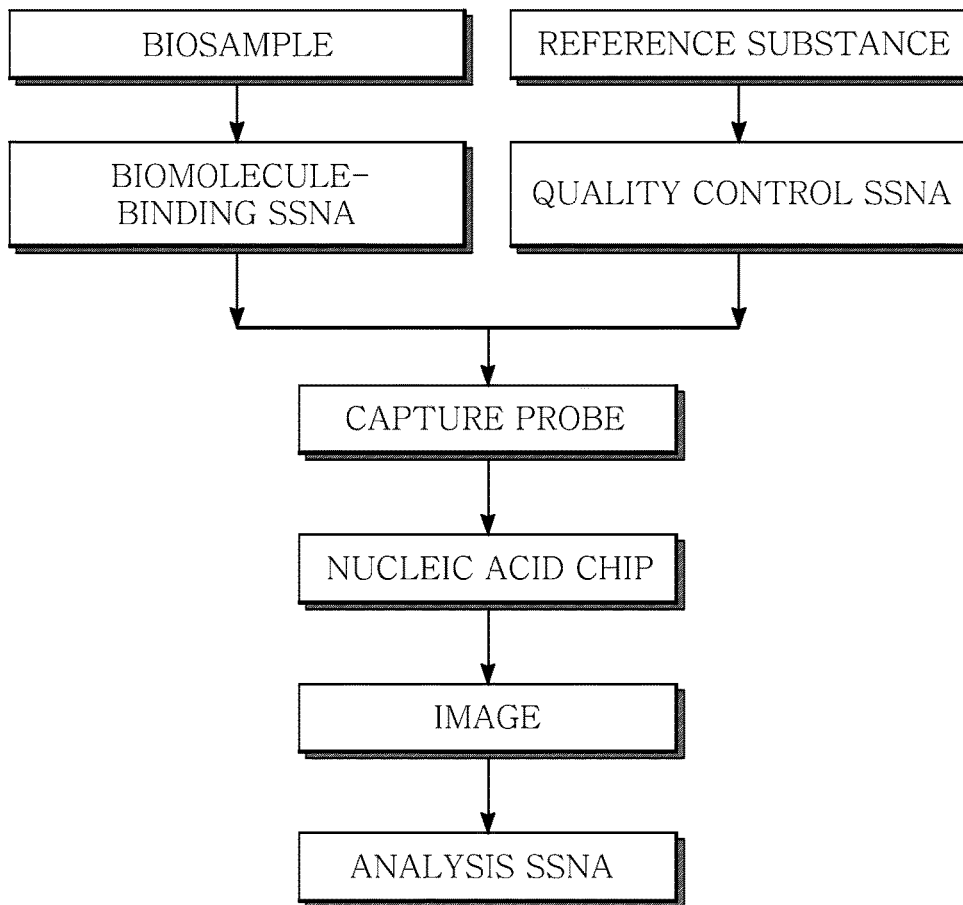 BIOSAMPLE
REFERENCE SUBSTANCE
BIOMOLECULE-
BINDING SSNA
QUALITY CONTROL SSNA
CAPTURE PROBE
NUCLEIC ACID CHIP
IMAGE
ANALYSIS SSNA